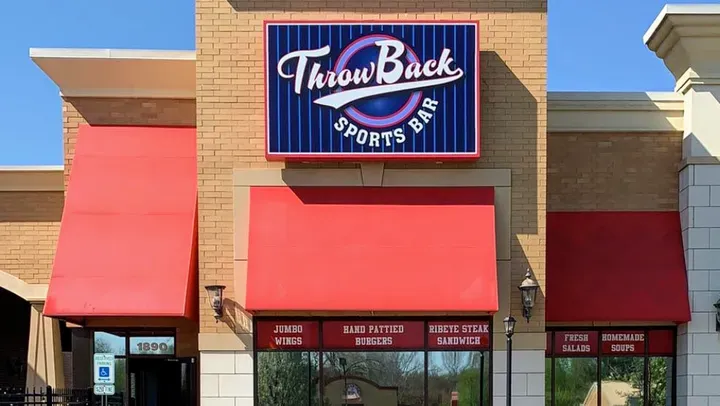 ThrowBack
SPORTS BAR
JUMBO
WINGS
HAND PATTIED
BURGERS
RIBEYE STEAK
SANDWICH
FRESH
SALADS
HOMEMADE
SOUPS
1890